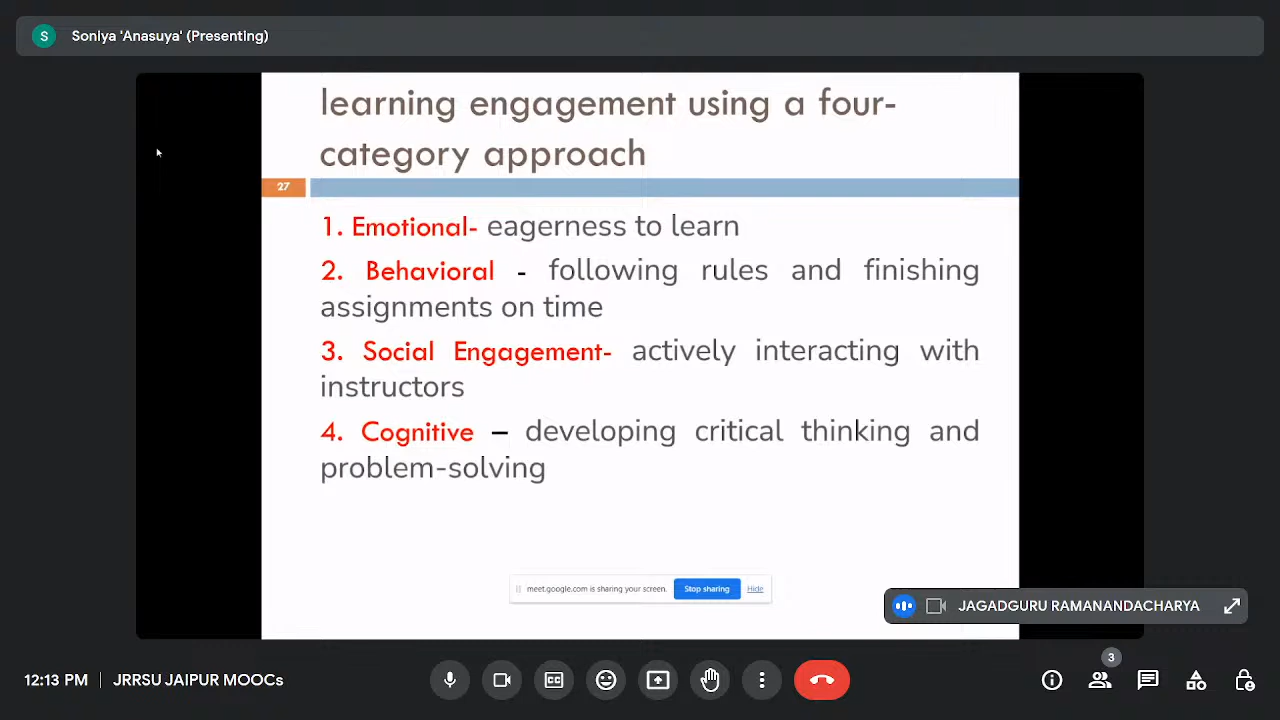 S Soniya 'Anasuya' (Presenting)
learning engagement using a four-
category approach
27
1. Emotional- eagerness to learn
2. Behavioral - following rules and finishing
assignments on time
3. Social Engagement- actively interacting with
instructors
4. Cognitive – developing critical thinking and
problem-solving
meet.google.com is sharing your screen. Stop sharing Hide
JAGADGURU RAMANANDACHARYA
3
12:13 PM | JRRSU JAIPUR MOOCs